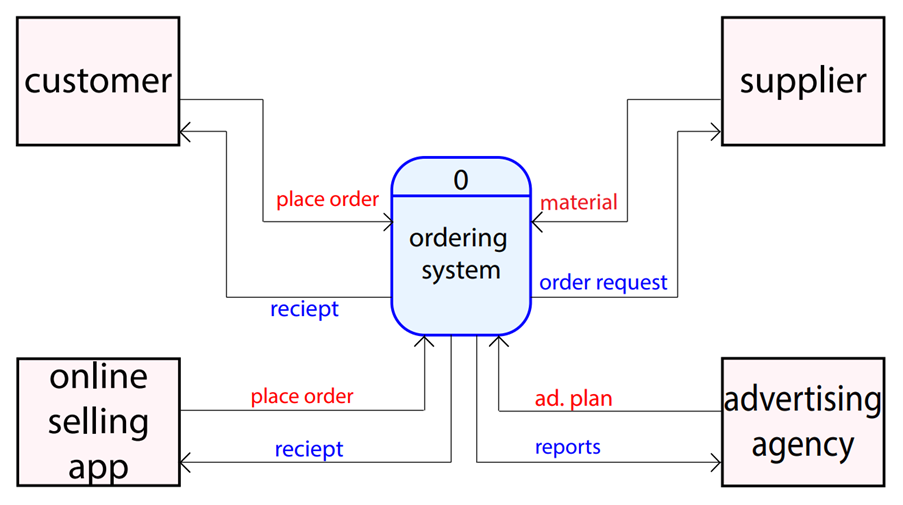 customer
supplier
0
place order
material
ordering
system
order request
reciept
online
selling
app
place order
ad. plan
advertising
agency
reciept
reports